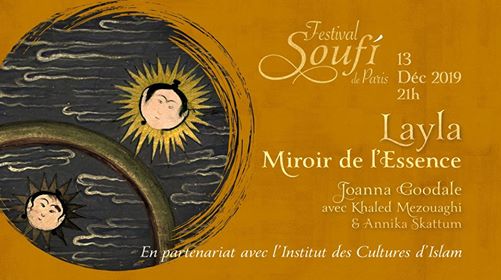 Festival
Soufí
de Paris
13
Déc 2019
21h
Layla
Miroir de l'Essence
Joanna Goodale
avec Khaled Mezouaghi
& Annika Skattum
En partenariat avec l'Institut des Cultures d'Islam